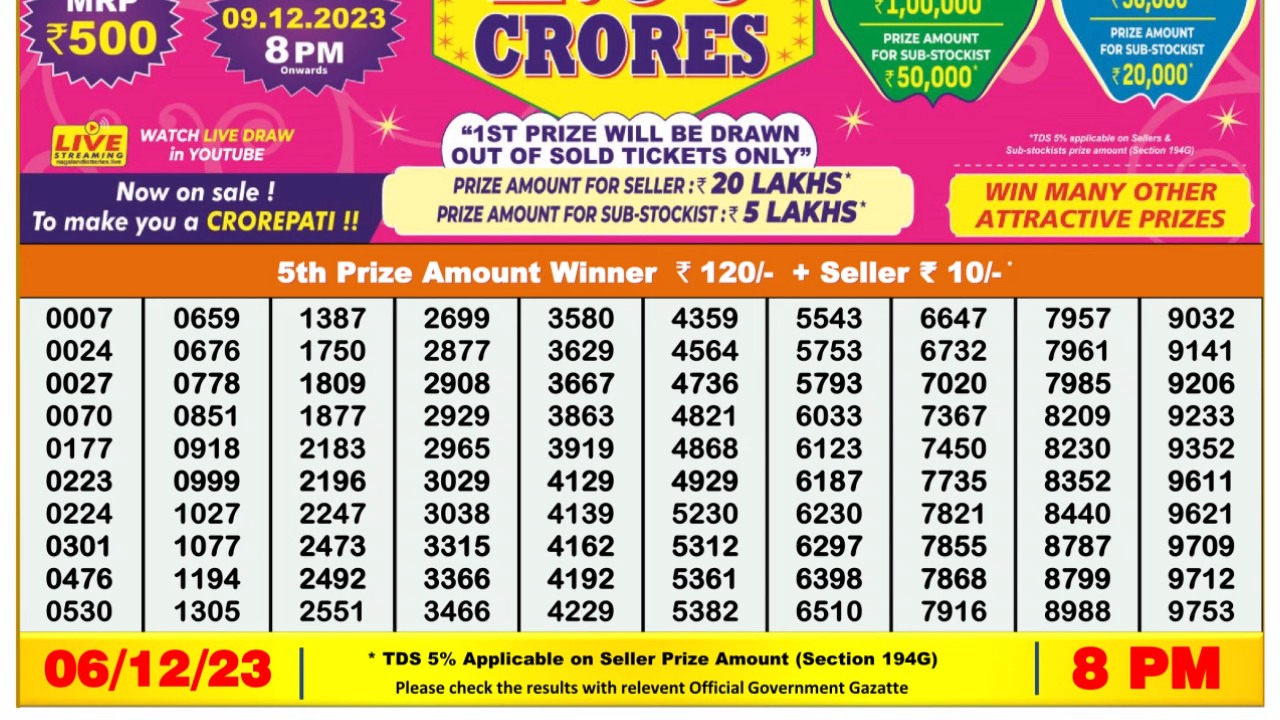 MRP
₹500
09.12.2023
8 PM
Onwards
CRORES
₹1,00,000
PRIZE AMOUNT
FOR SUB-STOCKIST
₹50,000*
PRIZE AMOUNT
FOR SUB-STOCKIST
₹20,000*
LIVE
STREAMING
nagalandlotteries.live
WATCH LIVE DRAW
in YOUTUBE
"1ST PRIZE WILL BE DRAWN
OUT OF SOLD TICKETS ONLY"
*TDS 5% applicable on Sellers &
Sub-stockists prize amount (Section 194G)
Now on sale !
To make you a CROREPATI !!
PRIZE AMOUNT FOR SELLER :₹ 20 LAKHS*
PRIZE AMOUNT FOR SUB-STOCKIST :₹ 5 LAKHS*
WIN MANY OTHER
ATTRACTIVE PRIZES
5th Prize Amount Winner ₹ 120/- + Seller ₹ 10/-*
0007 0659 1387 2699 3580 4359 5543 6647 7957 9032
0024 0676 1750 2877 3629 4564 5753 6732 7961 9141
0027 0778 1809 2908 3667 4736 5793 7020 7985 9206
0070 0851 1877 2929 3863 4821 6033 7367 8209 9233
0177 0918 2183 2965 3919 4868 6123 7450 8230 9352
0223 0999 2196 3029 4129 4929 6187 7735 8352 9611
0224 1027 2247 3038 4139 5230 6230 7821 8440 9621
0301 1077 2473 3315 4162 5312 6297 7855 8787 9709
0476 1194 2492 3366 4192 5361 6398 7868 8799 9712
0530 1305 2551 3466 4229 5382 6510 7916 8988 9753
06/12/23
* TDS 5% Applicable on Seller Prize Amount (Section 194G)
Please check the results with relevent Official Government Gazatte
8 PM